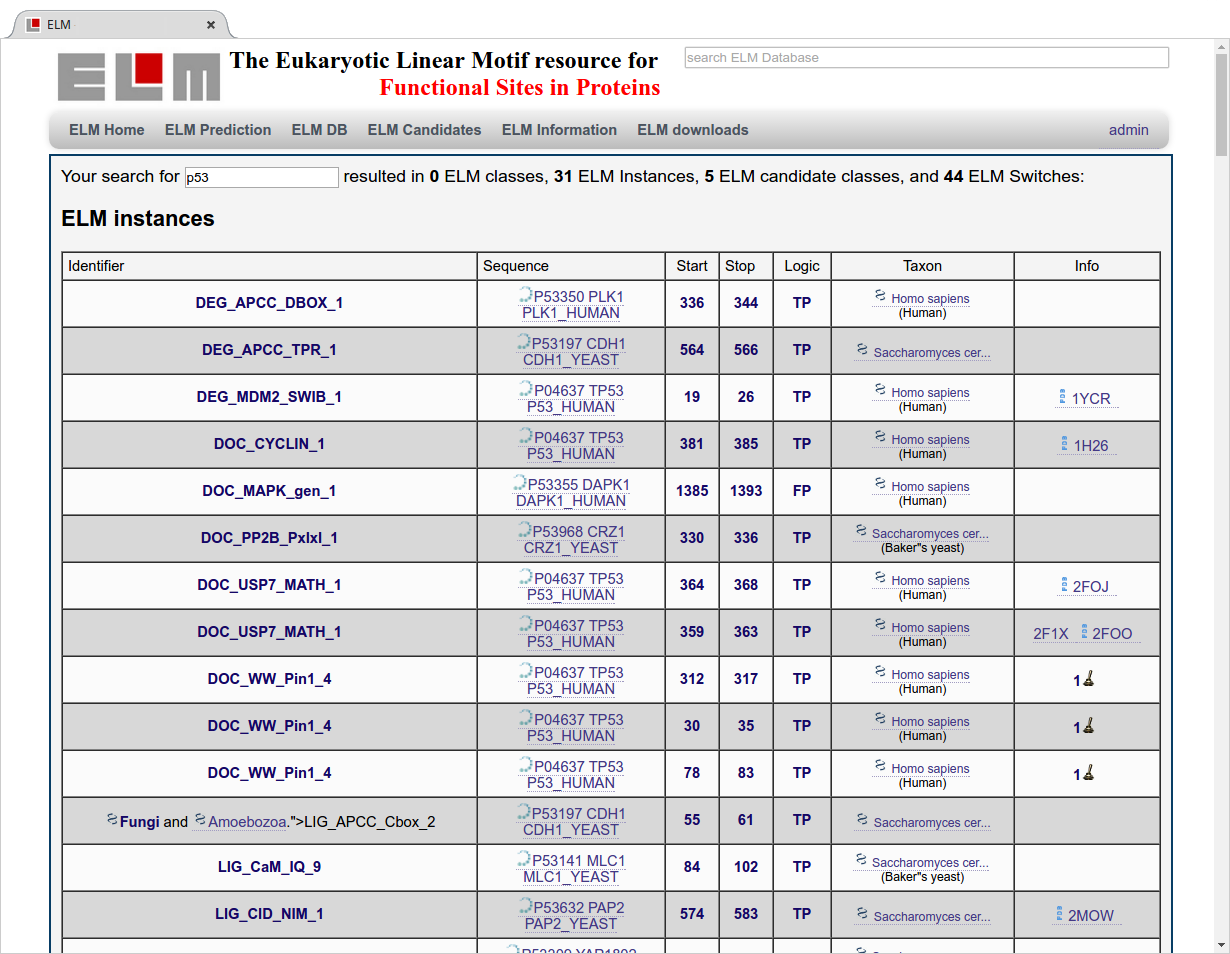 ELM
ELM
The Eukaryotic Linear Motif resource for
Functional Sites in Proteins
search ELM Database
ELM Home ELM Prediction ELM DB ELM Candidates ELM Information ELM downloads admin
Your search for p53 resulted in 0 ELM classes, 31 ELM Instances, 5 ELM candidate classes, and 44 ELM Switches:
ELM instances
Identifier Sequence Start Stop Logic Taxon Info
DEG_APCC_DBOX_1 P53350 PLK1 PLK1_HUMAN 336 344 TP Homo sapiens (Human)
DEG_APCC_TPR_1 P53197 CDH1 CDH1_YEAST 564 566 TP Saccharomyces cer...
DEG_MDM2_SWIB_1 P04637 TP53 P53_HUMAN 19 26 TP Homo sapiens (Human) 1YCR
DOC_CYCLIN_1 P04637 TP53 P53_HUMAN 381 385 TP Homo sapiens (Human) 1H26
DOC_MAPK_gen_1 P53355 DAPK1 DAPK1_HUMAN 1385 1393 FP Homo sapiens (Human)
DOC_PP2B_PxIxI_1 P53968 CRZ1 CRZ1_YEAST 330 336 TP Saccharomyces cer... (Baker"s yeast)
DOC_USP7_MATH_1 P04637 TP53 P53_HUMAN 364 368 TP Homo sapiens (Human) 2FOJ
DOC_USP7_MATH_1 P04637 TP53 P53_HUMAN 359 363 TP Homo sapiens (Human) 2F1X 2FOO
DOC_WW_Pin1_4 P04637 TP53 P53_HUMAN 312 317 TP Homo sapiens (Human) 1
DOC_WW_Pin1_4 P04637 TP53 P53_HUMAN 30 35 TP Homo sapiens (Human) 1
DOC_WW_Pin1_4 P04637 TP53 P53_HUMAN 78 83 TP Homo sapiens (Human) 1
Fungi and Amoebozoa.">LIG_APCC_Cbox_2 P53197 CDH1 CDH1_YEAST 55 61 TP Saccharomyces cer...
LIG_CaM_IQ_9 P53141 MLC1 MLC1_YEAST 84 102 TP Saccharomyces cer... (Baker"s yeast)
LIG_CID_NIM_1 P53632 PAP2 PAP2_YEAST 574 583 TP Saccharomyces cer... 2MOW